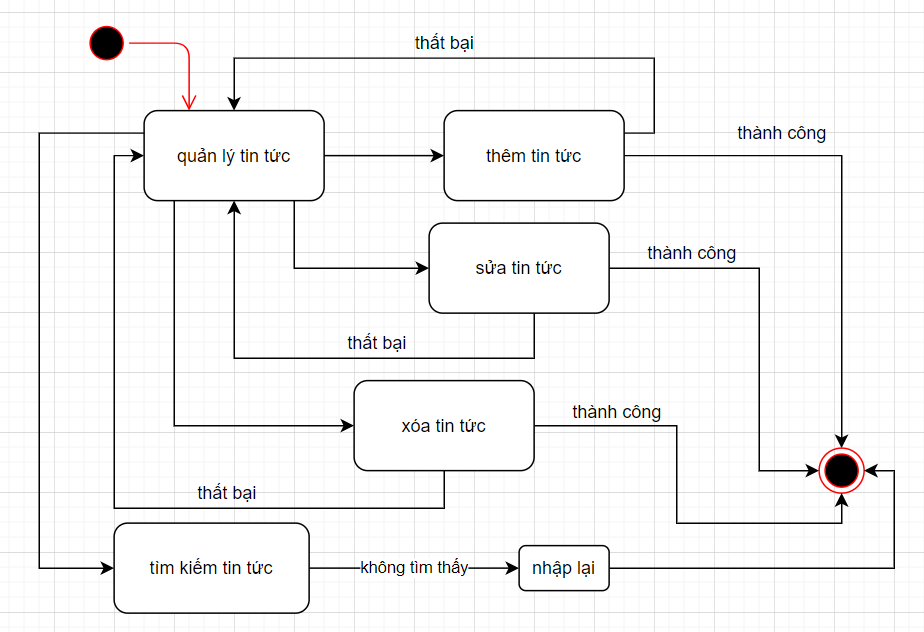 thất bại
thành công
quản lý tin tức
thêm tin tức
thành công
sửa tin tức
thất bại
thành công
xóa tin tức
thất bại
tìm kiếm tin tức
không tìm thấy
nhập lại